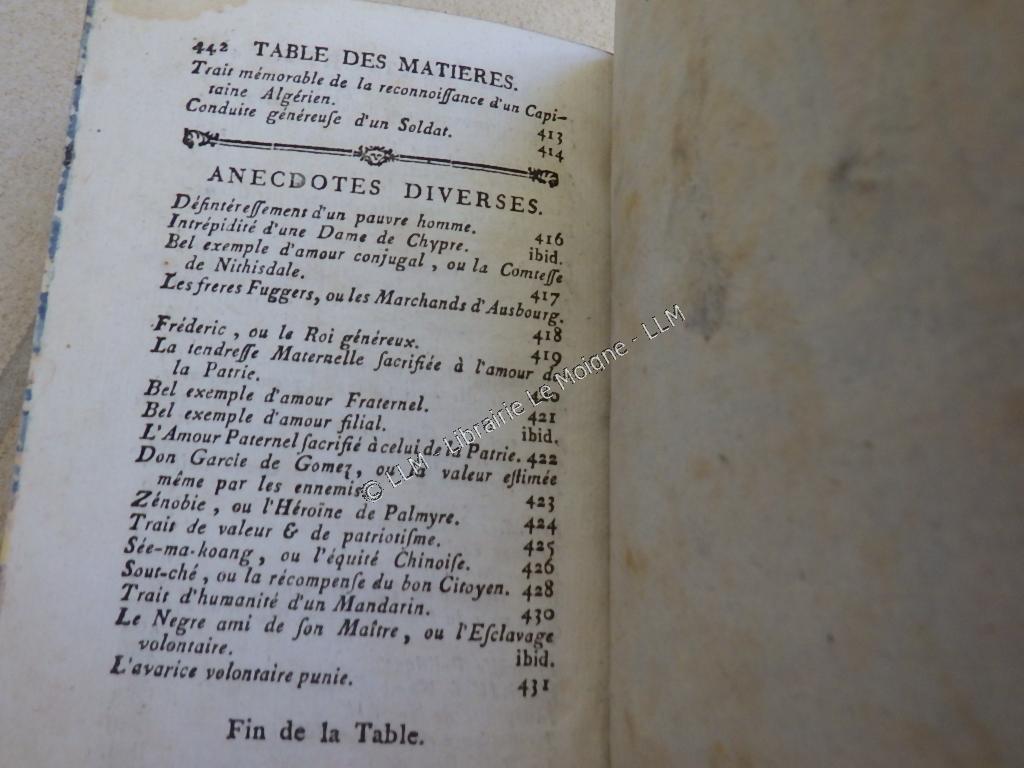 442 TABLE DES MATIERES.
Trait mémorable de la reconnoiſſance d'un Capi-
taine Algérien. 413
Conduite généreuſe d'un Soldat. 414
ANECDOTES DIVERSES.
Déſintéreſſement d'un pauvre homme. 416
Intrépidité d'une Dame de Chypre. ibid.
Bel exemple d'amour conjugal, ou la Comteſſe
de Nithisdale. 417
Les freres Fuggers, ou les Marchands d'Ausbourg.
418
Fréderic, ou le Roi généreux. 419
La tendreſſe Maternelle ſacrifiée à l'amour de
la Patrie.
Bel exemple d'amour Fraternel. 421
Bel exemple d'amour filial. ibid.
L'Amour Paternel ſacrifié à celui de la Patrie. 422
Don Garcie de Gomez, ou la valeur eſtimée
même par les ennemis. 423
Zénobie, ou l'Héroïne de Palmyre. 424
Trait de valeur & de patriotiſme. 425
Sée-ma-koang, ou l'équité Chinoiſe. 426
Sout-ché, ou la récompenſe du bon Citoyen. 428
Trait d'humanité d'un Mandarin. 430
Le Negre ami de ſon Maître, ou l'Eſclavage
volontaire. ibid.
L'avarice volontaire punie. 431
Fin de la Table.
© LLM - Librairie Le Moigne - LLM